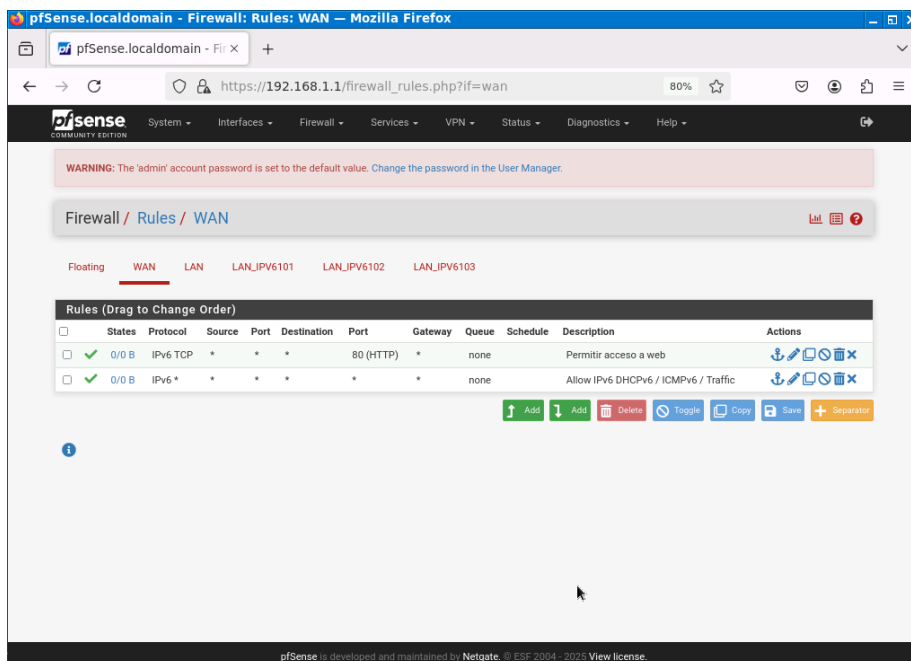 pfSense.localdomain - Firewall: Rules: WAN — Mozilla Firefox
pfSense.localdomain - Fir
https://192.168.1.1/firewall_rules.php?if=wan 80%
pfsense
COMMUNITY EDITION
System Interfaces Firewall Services VPN Status Diagnostics Help
WARNING: The 'admin' account password is set to the default value. Change the password in the User Manager.
Firewall / Rules / WAN
Floating WAN LAN LAN_IPV6101 LAN_IPV6102 LAN_IPV6103
Rules (Drag to Change Order)
States Protocol Source Port Destination Port Gateway Queue Schedule Description Actions
0/0 B IPv6 TCP * * * 80 (HTTP) * none Permitir acceso a web
0/0 B IPv6 * * * * * * none Allow IPv6 DHCPv6 / ICMPv6 / Traffic
Add Add Delete Toggle Copy Save Separator
pfSense is developed and maintained by Netgate. © ESF 2004 - 2025 View license.